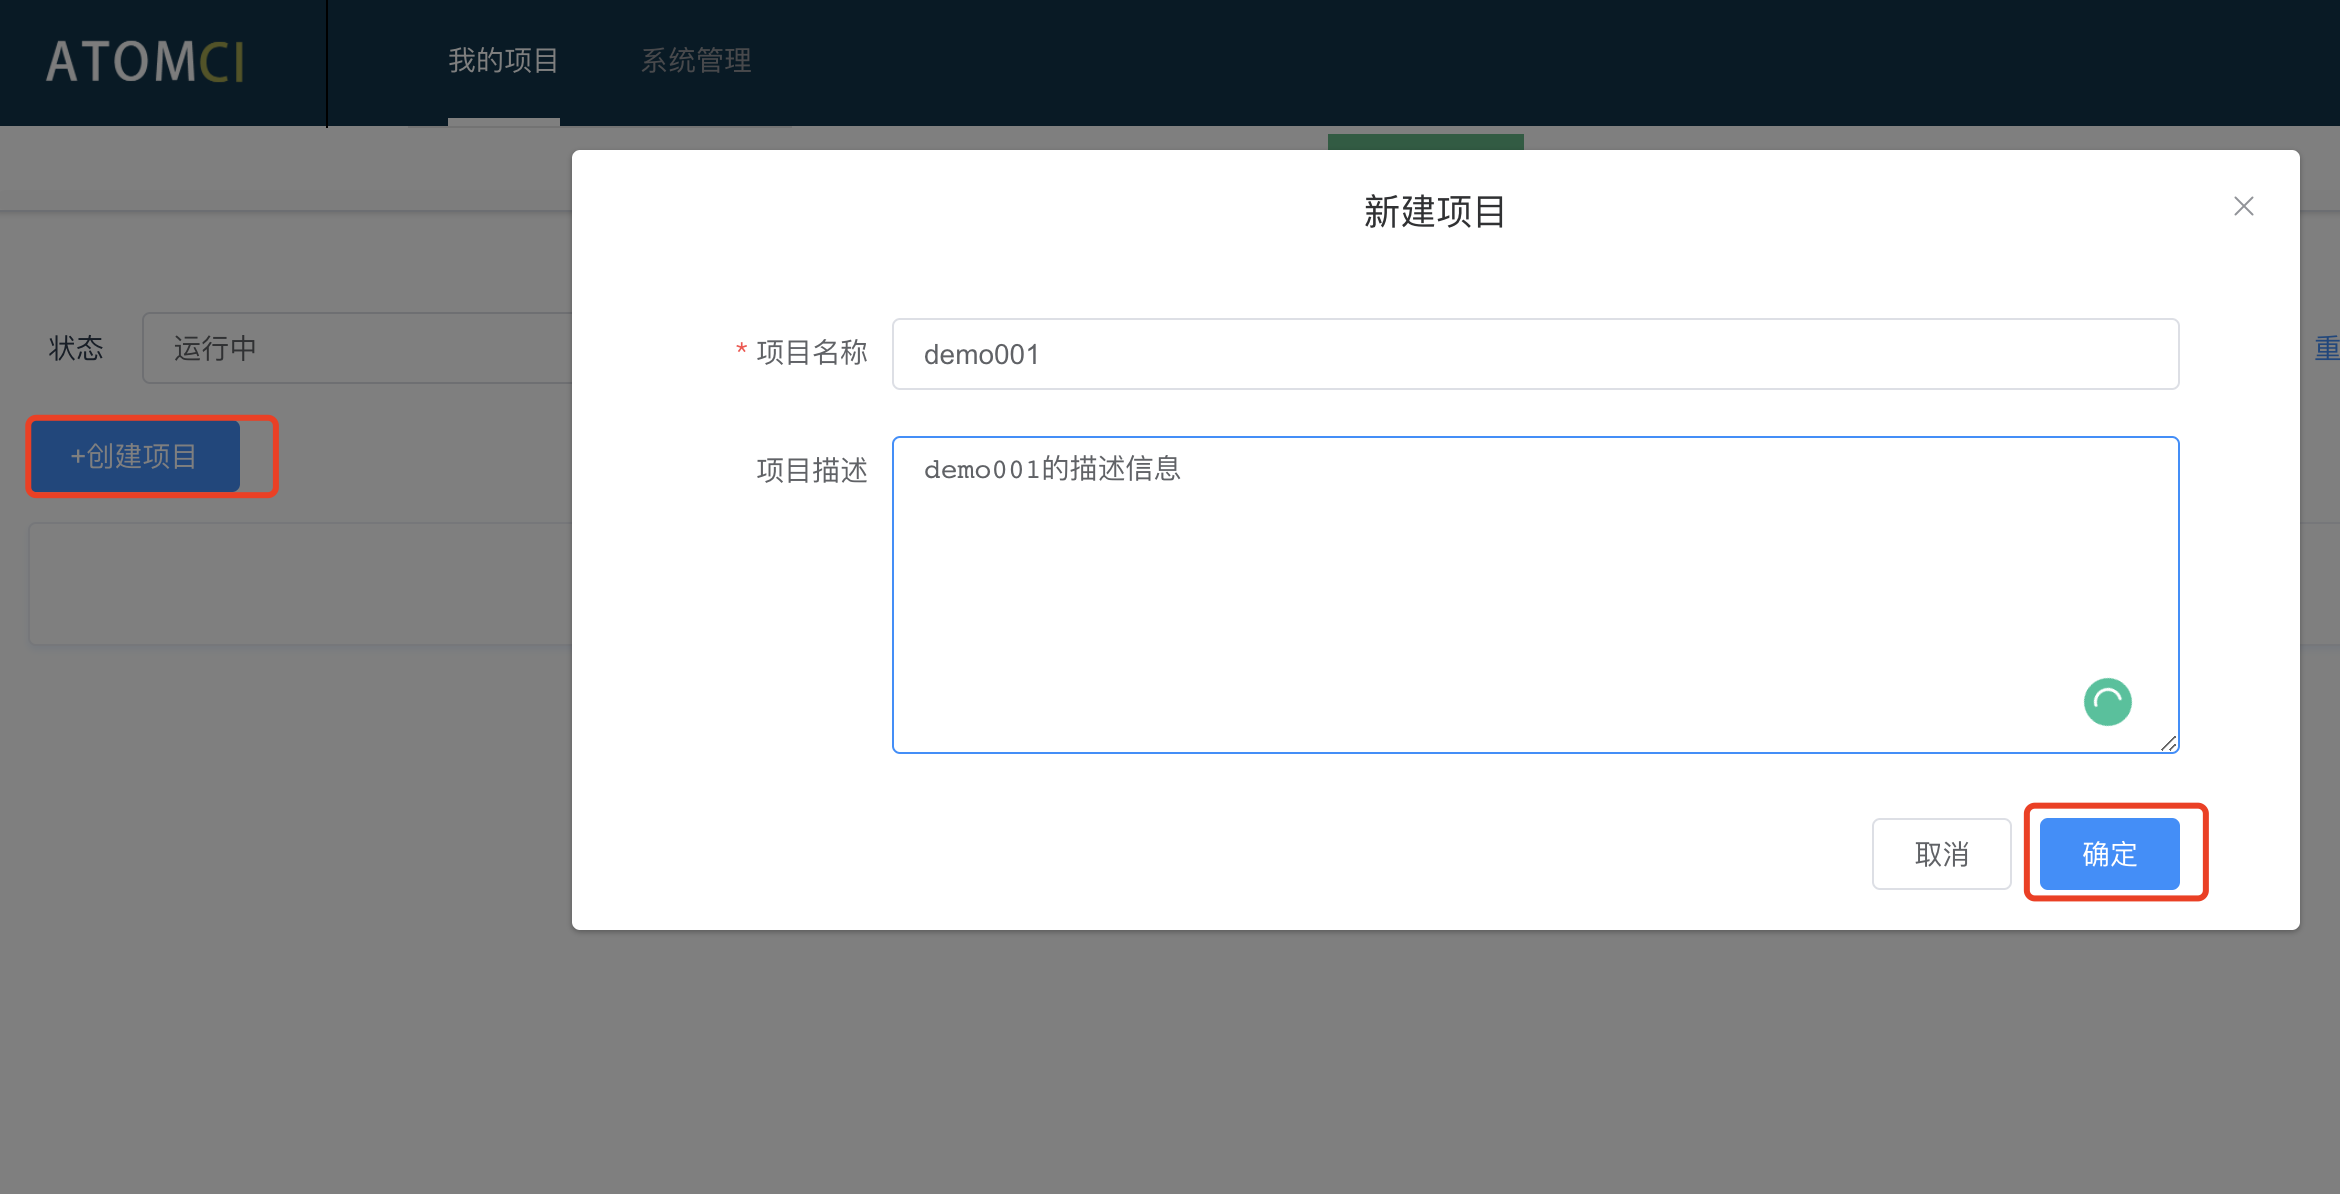 ATOMCI
我的项目
系统管理
新建项目
状态
运行中
重
+创建项目
* 项目名称
demo001
项目描述
demo001的描述信息
取消
确定